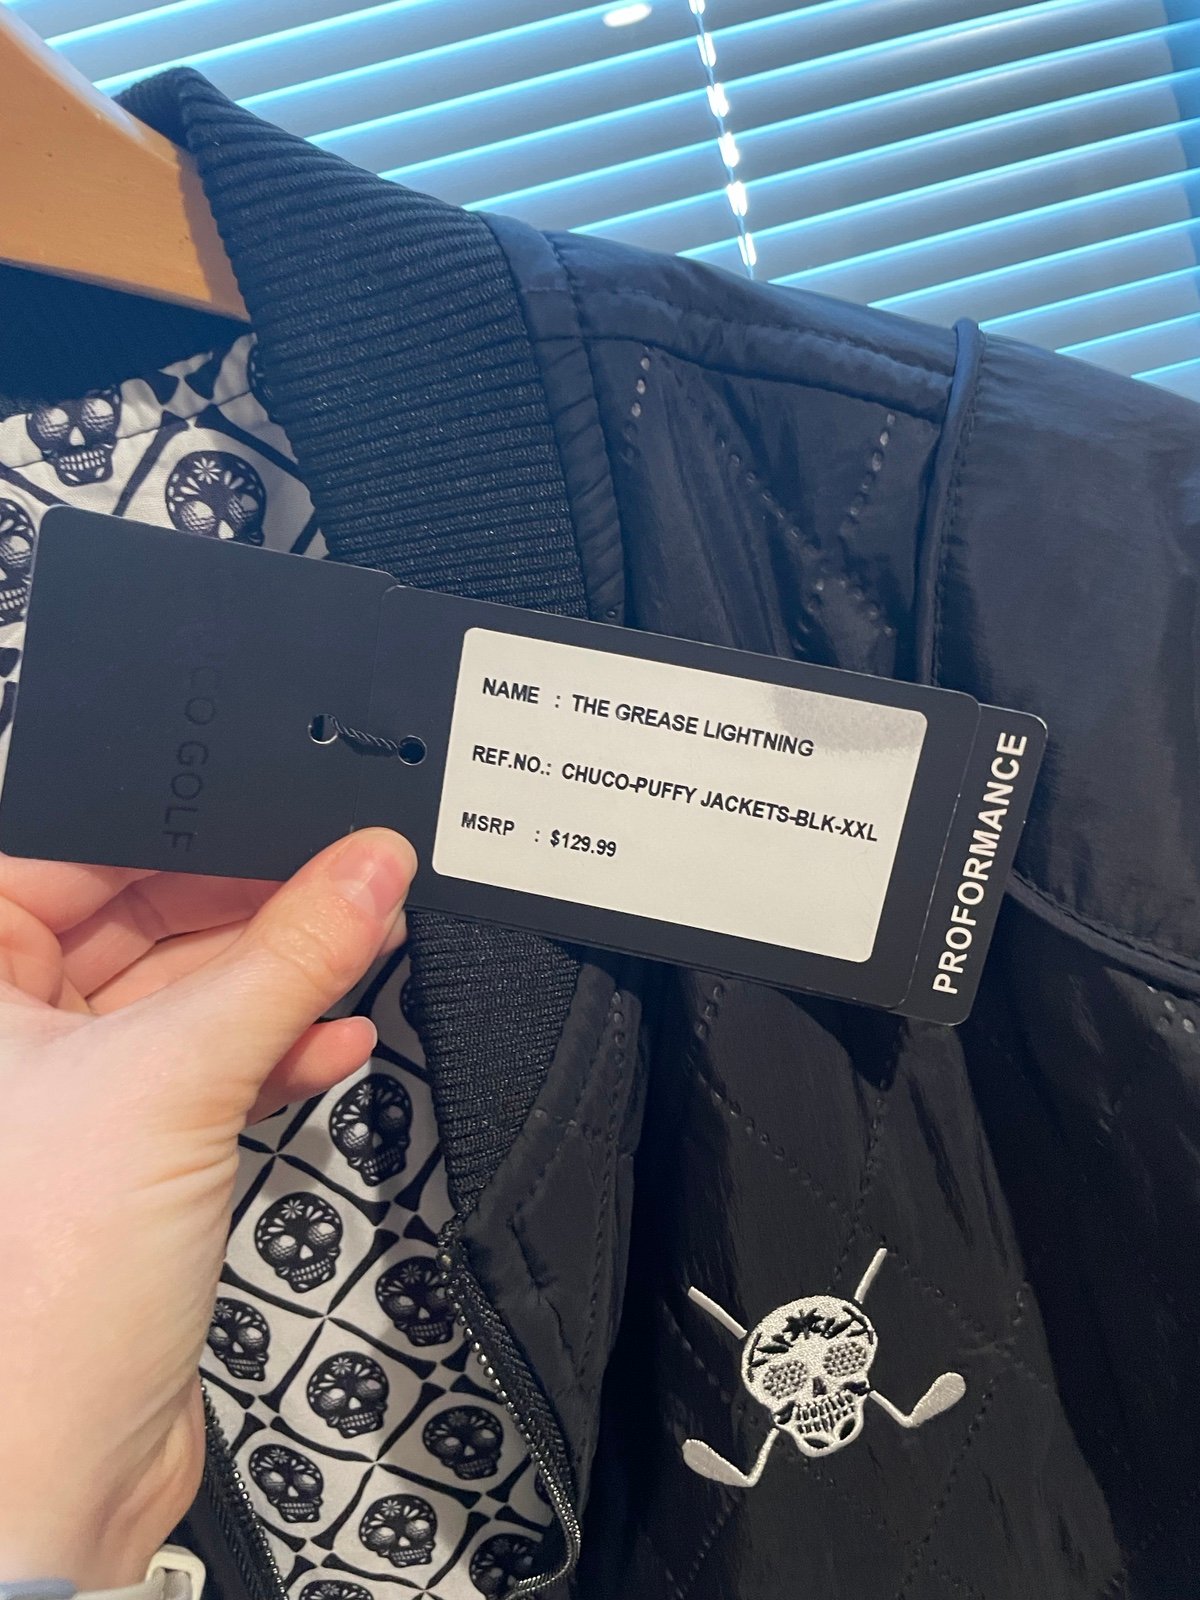 NAME : THE GREASE LIGHTNING
REF.NO.: CHUCO-PUFFY JACKETS-BLK-XXL
MSRP : $129.99
PROFORMANCE
GOLF